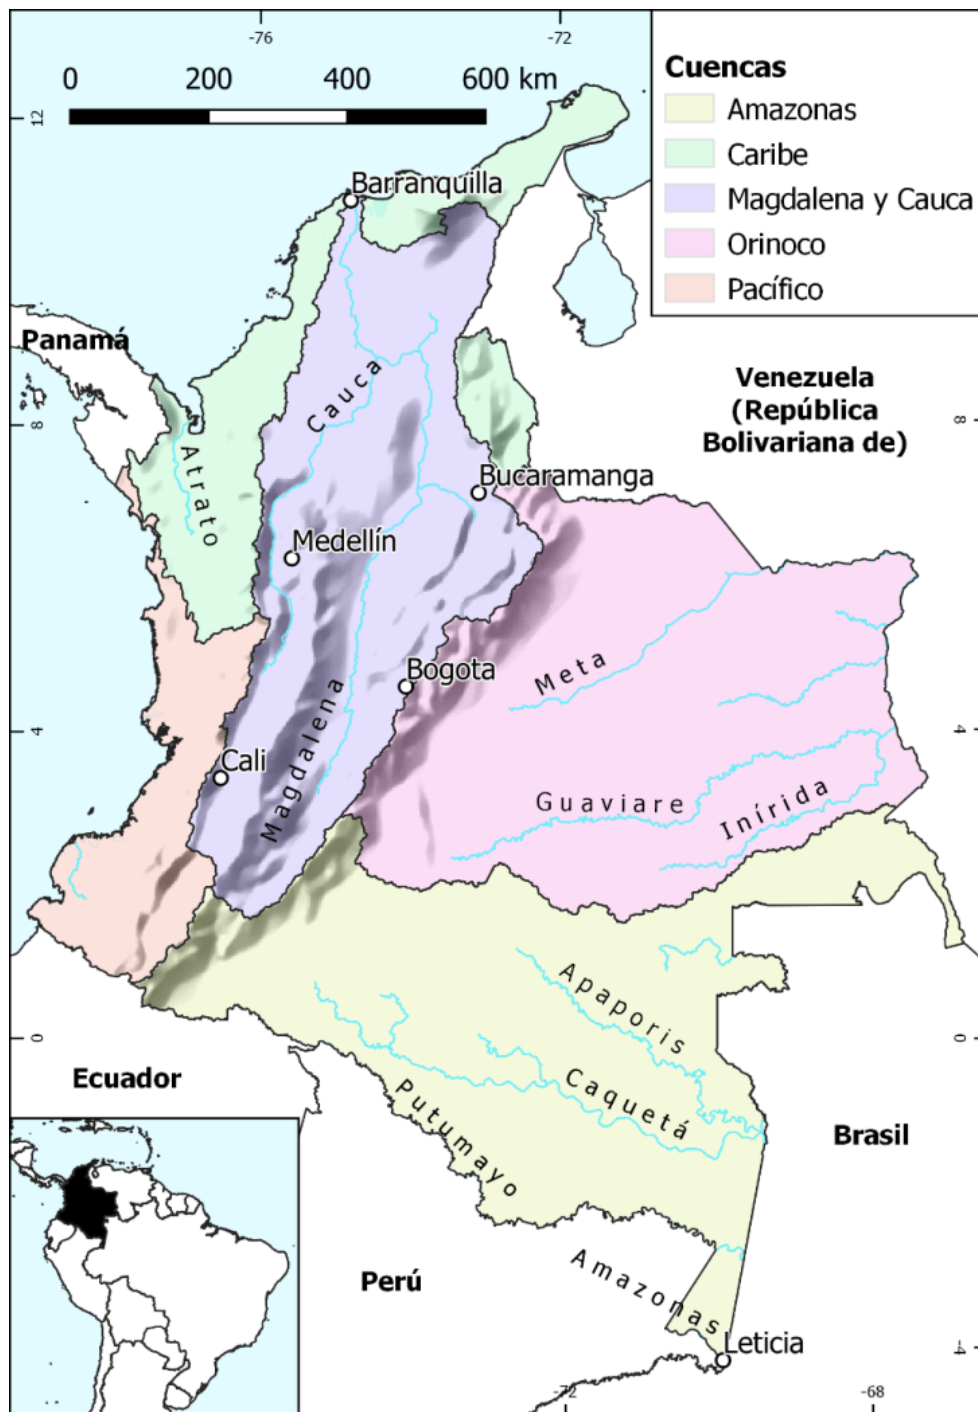 -76
-72
0
200
400
600 km
12
Cuencas
Amazonas
Caribe
Magdalena y Cauca
Orinoco
Pacífico
Barranquilla
Panamá
Venezuela
(República
Bolivariana de)
Cauca
8
8
Atrato
Bucaramanga
Medellín
Bogota
Meta
Magdalena
4
4
Cali
Guaviare
Inírida
Apaporis
0
0
Ecuador
Caquetá
Putumayo
Brasil
Perú
Amazonas
Leticia
-4
-72
-68